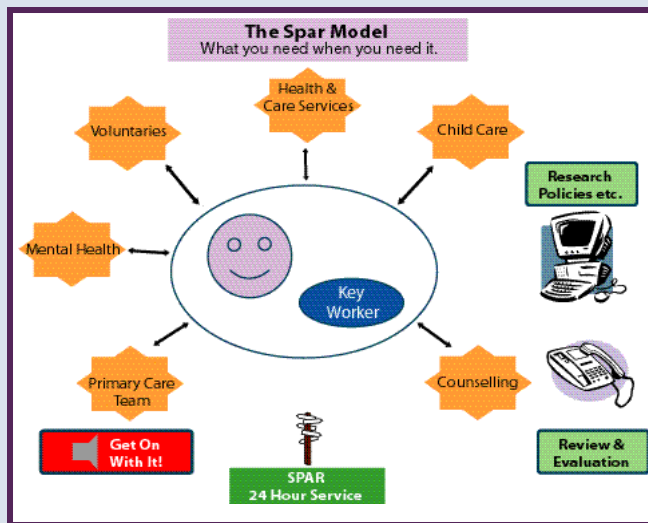 The Spar Model
What you need when you need it.
Health &
Care Services
Voluntaries
Child Care
Research
Policies etc.
Mental Health
Key
Worker
Primary Care
Team
Counselling
Get On
With It!
SPAR
24 Hour Service
Review &
Evaluation